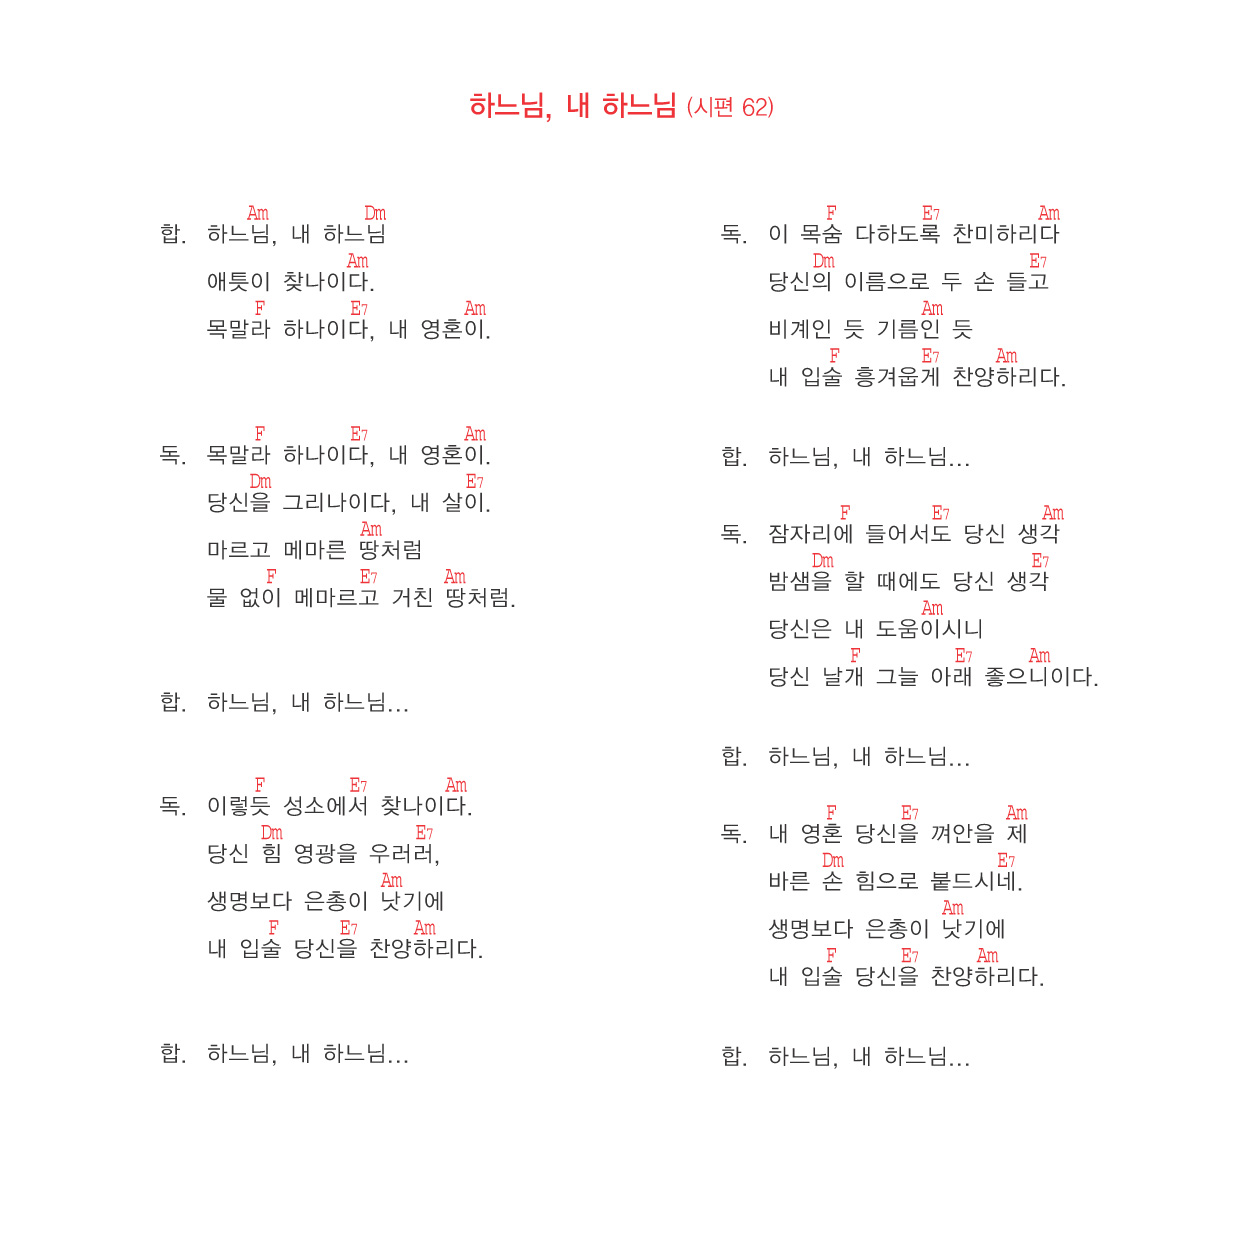 하느님, 내 하느님 (시편 62)
Am Dm
합. 하느님, 내 하느님
Am
애틋이 찾나이다.
F E7 Am
목말라 하나이다, 내 영혼이.
F E7 Am
독. 목말라 하나이다, 내 영혼이.
Dm E7
당신을 그리나이다, 내 살이.
Am
마르고 메마른 땅처럼
F E7 Am
물 없이 메마르고 거친 땅처럼.
합. 하느님, 내 하느님...
F E7 Am
독. 이렇듯 성소에서 찾나이다.
Dm E7
당신 힘 영광을 우러러,
Am
생명보다 은총이 낫기에
F E7 Am
내 입술 당신을 찬양하리다.
합. 하느님, 내 하느님...
F E7 Am
독. 이 목숨 다하도록 찬미하리다
Dm E7
당신의 이름으로 두 손 들고
Am
비계인 듯 기름인 듯
F E7 Am
내 입술 흥겨웁게 찬양하리다.
합. 하느님, 내 하느님...
F E7 Am
독. 잠자리에 들어서도 당신 생각
Dm E7
밤샘을 할 때에도 당신 생각
Am
당신은 내 도움이시니
F E7 Am
당신 날개 그늘 아래 좋으니이다.
합. 하느님, 내 하느님...
F E7 Am
독. 내 영혼 당신을 껴안을 제
Dm E7
바른 손 힘으로 붙드시네.
Am
생명보다 은총이 낫기에
F E7 Am
내 입술 당신을 찬양하리다.
합. 하느님, 내 하느님...